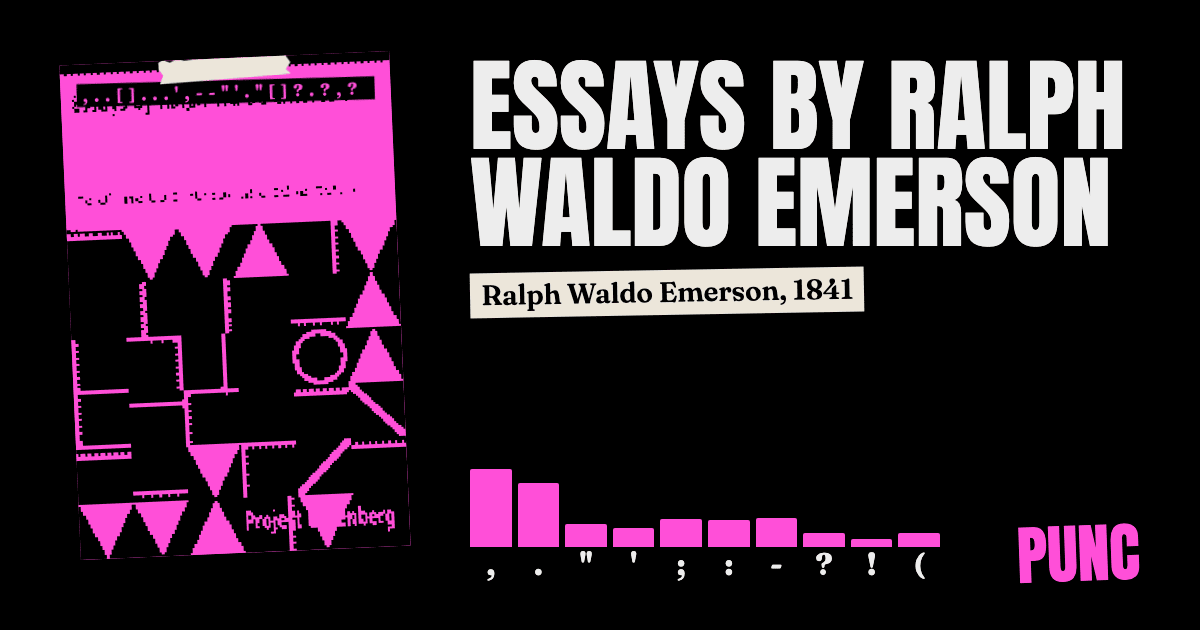 ,..[]...',--"'."[]?.?,?
ESSAYS BY RALPH
WALDO EMERSON
Ralph Waldo Emerson, 1841
, . " ' ; : - ? ! (
PUNC
Project